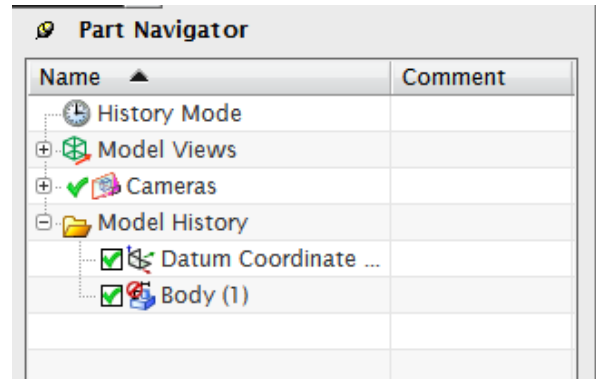 Part Navigator
Name Comment
History Mode
Model Views
Cameras
Model History
Datum Coordinate ...
Body (1)